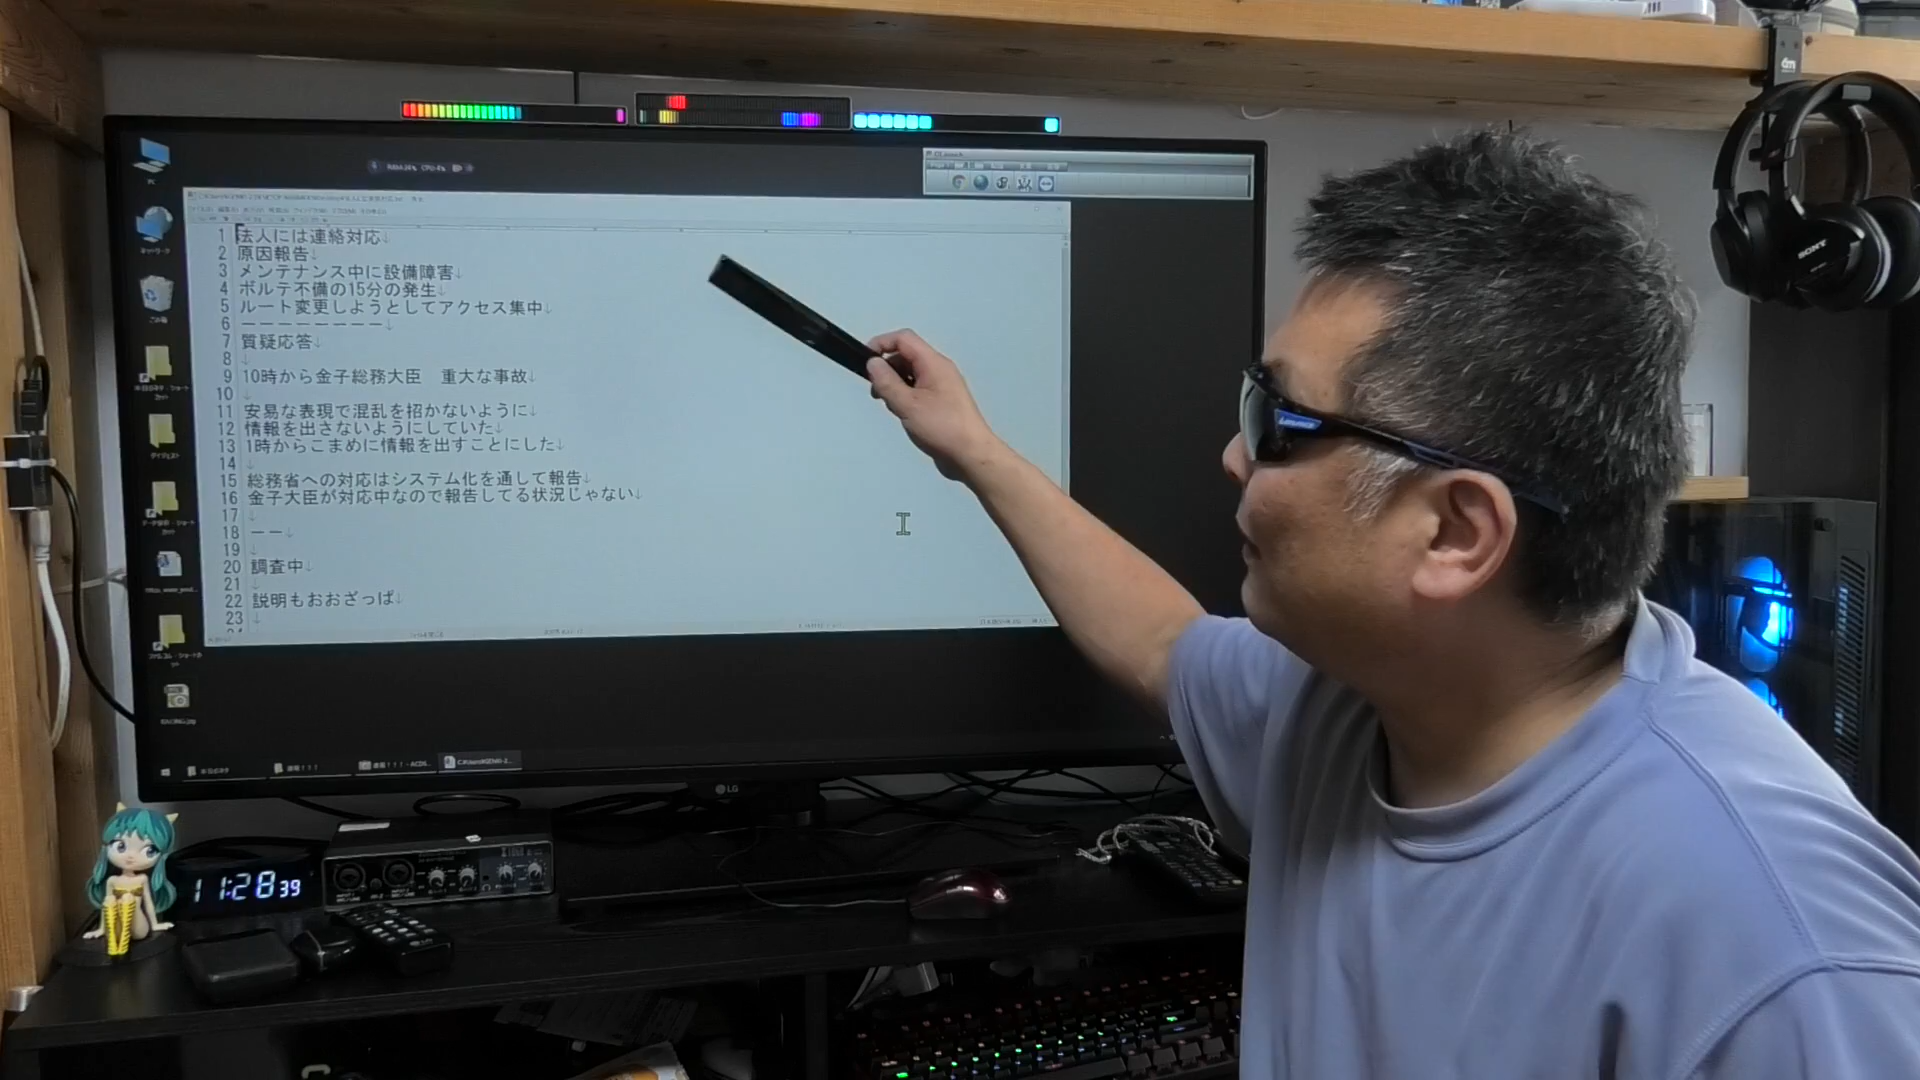 PC
ネットワーク
ごみ箱
1 法人には連絡対応↓
2 原因報告↓
3 メンテナンス中に設備障害↓
4 ボルテ不備の15分の発生↓
5 ルート変更しようとしてアクセス集中↓
6 ーーーーーーーー↓
7 質疑応答↓
8 ↓
9 10時から金子総務大臣　重大な事故↓
10 ↓
11 安易な表現で混乱を招かないように↓
12 情報を出さないようにしていた↓
13 1時からこまめに情報を出すことにした↓
14 ↓
15 総務省への対応はシステム化を通して報告↓
16 金子大臣が対応中なので報告してる状況じゃない↓
17 ↓
18 ーー↓
19 ↓
20 調査中↓
21 ↓
22 説明もおおざっぱ↓
23 ↓
LG
11:28 39
SONY